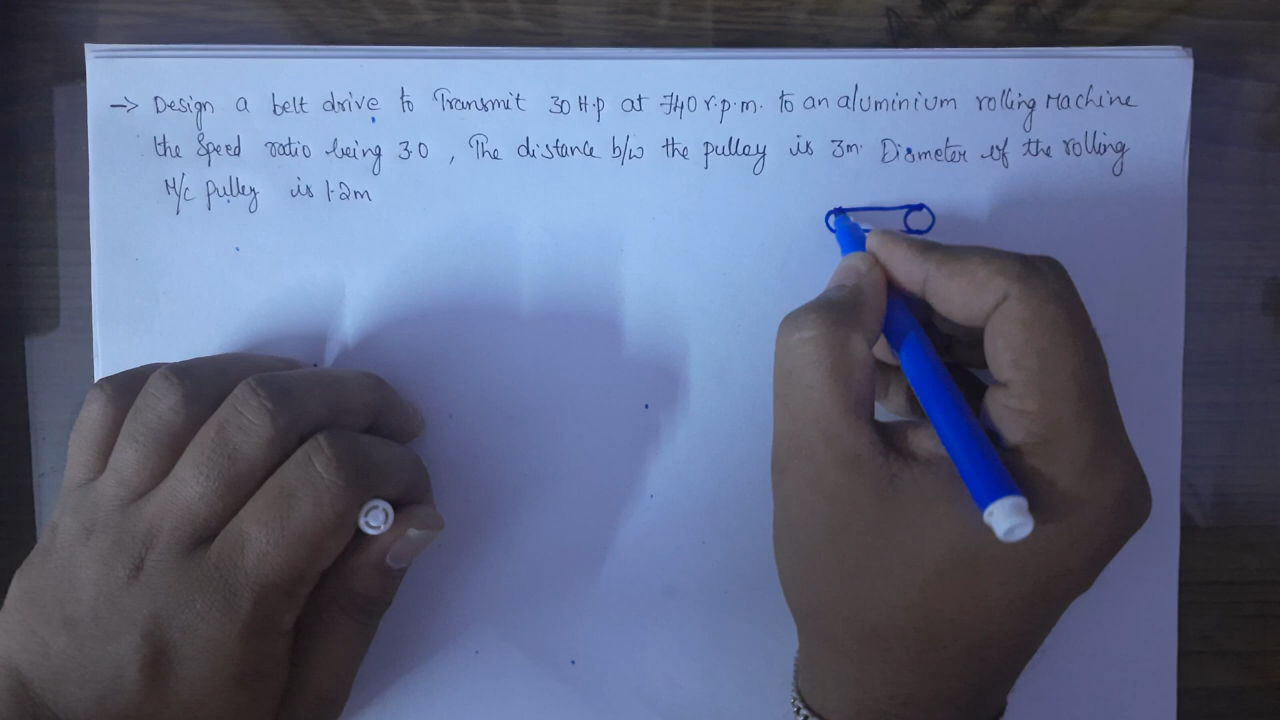 → Design a belt drive to Transmit 30 H.p at 740 r.p.m. to an aluminium rolling Machine
the Speed ratio being 3.0 , The distance b/w the pulley is 3m. Diameter of the rolling
M/c pulley is 1.2m